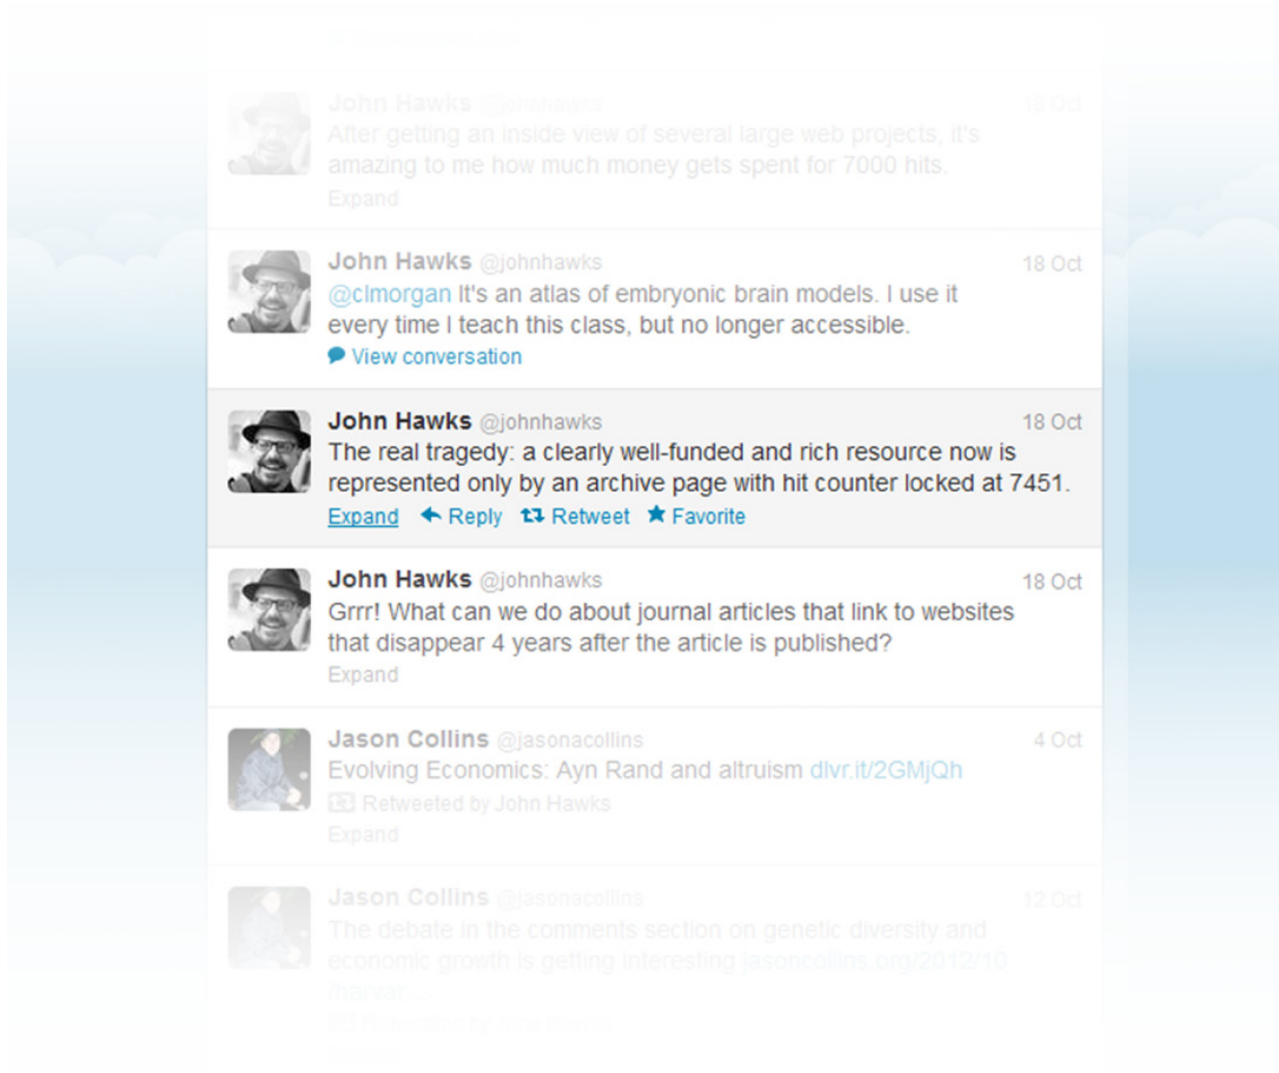 John Hawks @johnhawks 18 Oct
After getting an inside view of several large web projects, it's
amazing to me how much money gets spent for 7000 hits.
Expand
John Hawks @johnhawks 18 Oct
@clmorgan It's an atlas of embryonic brain models. I use it
every time I teach this class, but no longer accessible.
View conversation
John Hawks @johnhawks 18 Oct
The real tragedy: a clearly well-funded and rich resource now is
represented only by an archive page with hit counter locked at 7451.
Expand Reply Retweet Favorite
John Hawks @johnhawks 18 Oct
Grrr! What can we do about journal articles that link to websites
that disappear 4 years after the article is published?
Expand
Jason Collins @jasonacollins 4 Oct
Evolving Economics: Ayn Rand and altruism dlvr.it/2GMjQh
Retweeted by John Hawks
Expand
Jason Collins @jasonacollins 12 Oct
The debate in the comments section on genetic diversity and
economic growth is getting interesting jasoncollins.org/2012/10
/harvar...